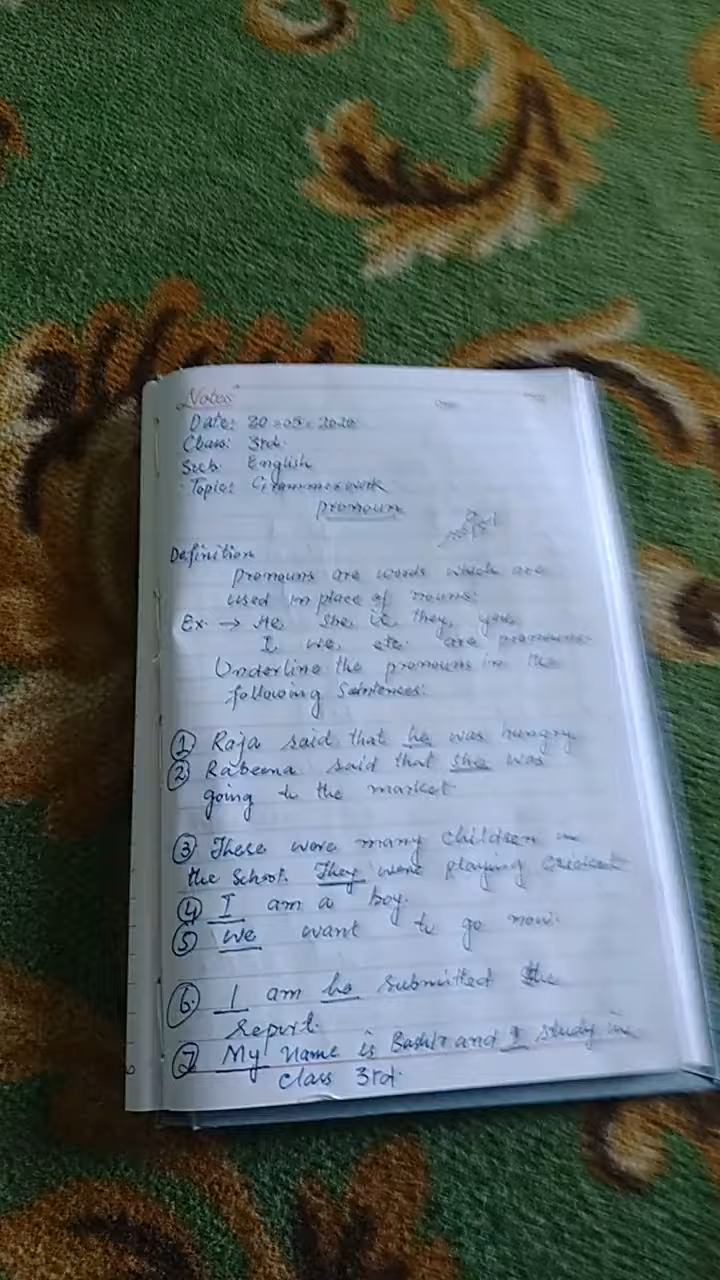 Notes
Date: 20-05-2020
Class: 3rd.
Sub: English
Topic: Grammer work
pronoun
Definition
pronouns are words which are
used in place of nouns.
Ex. → He, she it, they, you,
I, we, etc. are pronouns.
Underline the pronouns in the
following Sentences:
① Raja said that he was hungry.
② Rabeena said that she was
going to the market
③ There were many children in
the School. They were playing cricket
④ I am a boy.
⑤ we want to go now.
⑥ I am he submitted the
report.
⑦ My Name is Bashir and I study in
class 3rd.